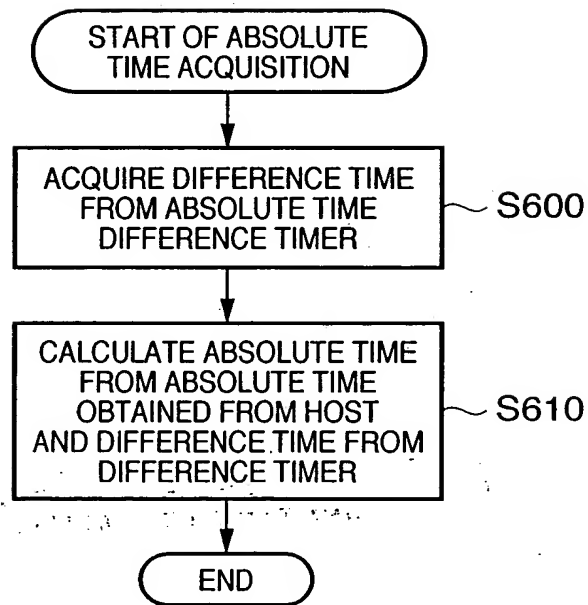 START OF ABSOLUTE
TIME ACQUISITION
ACQUIRE DIFFERENCE TIME
FROM ABSOLUTE TIME
DIFFERENCE TIMER
S600
CALCULATE ABSOLUTE TIME
FROM ABSOLUTE TIME
OBTAINED FROM HOST
AND DIFFERENCE TIME FROM
DIFFERENCE TIMER
S610
END